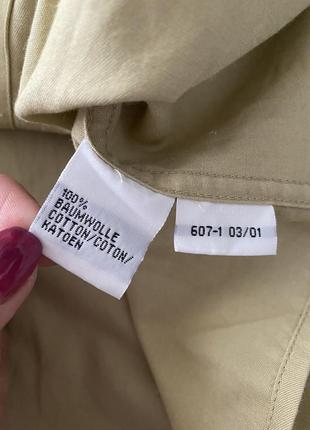 100%
BAUMWOLLE
COTTON/COTON/
KATOEN
607-1 03/01